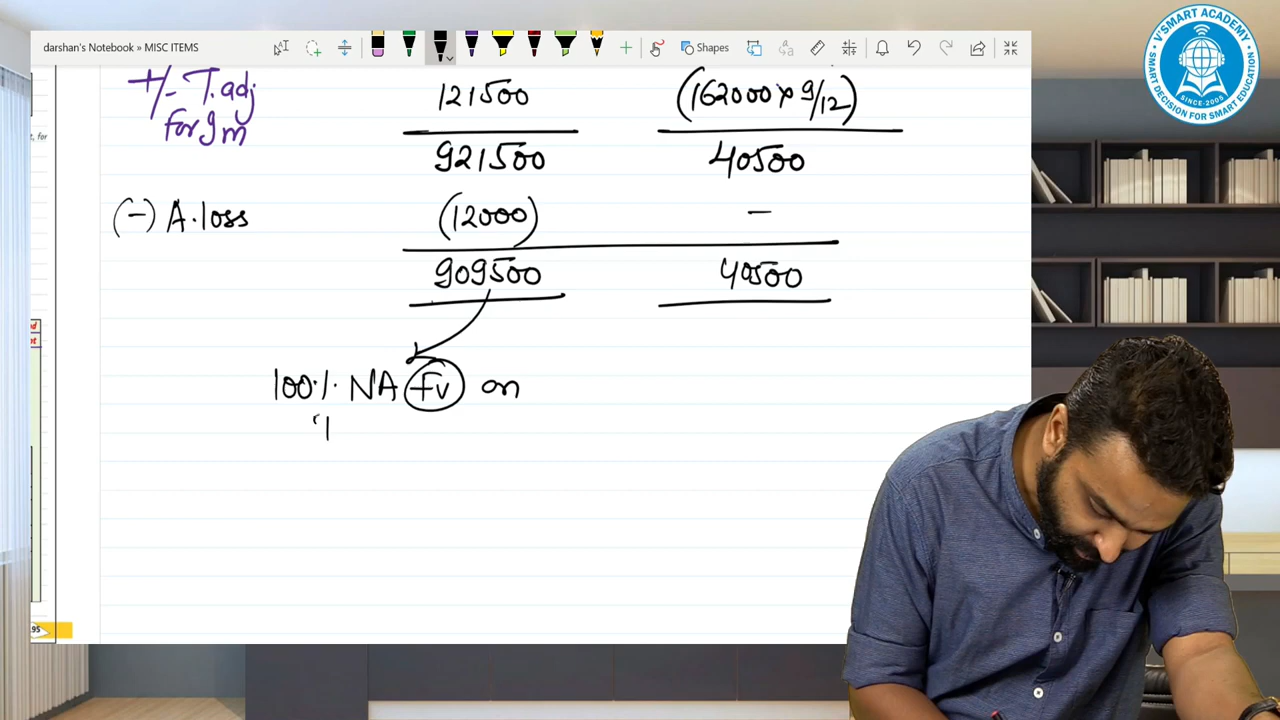 darshan's Notebook » MISC ITEMS
Shapes
+/- T.adj
for 9m
121500 (162000 x 9/12)
921500 40500
(-) A.loss (12000) -
909500 40500
100% NA FV on
95
V'SMART ACADEMY
SINCE-2005
SMART DECISION FOR SMART EDUCATION